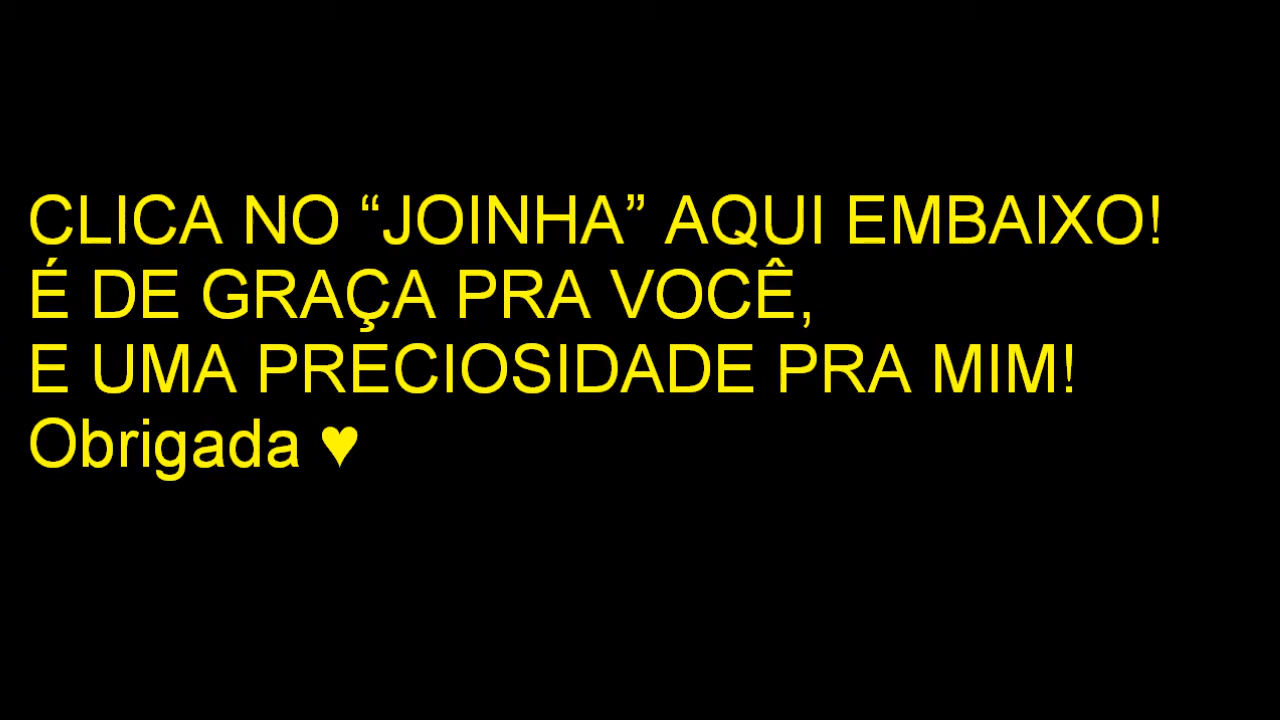 CLICA NO “JOINHA” AQUI EMBAIXO!
É DE GRAÇA PRA VOCÊ,
E UMA PRECIOSIDADE PRA MIM!
Obrigada ♥